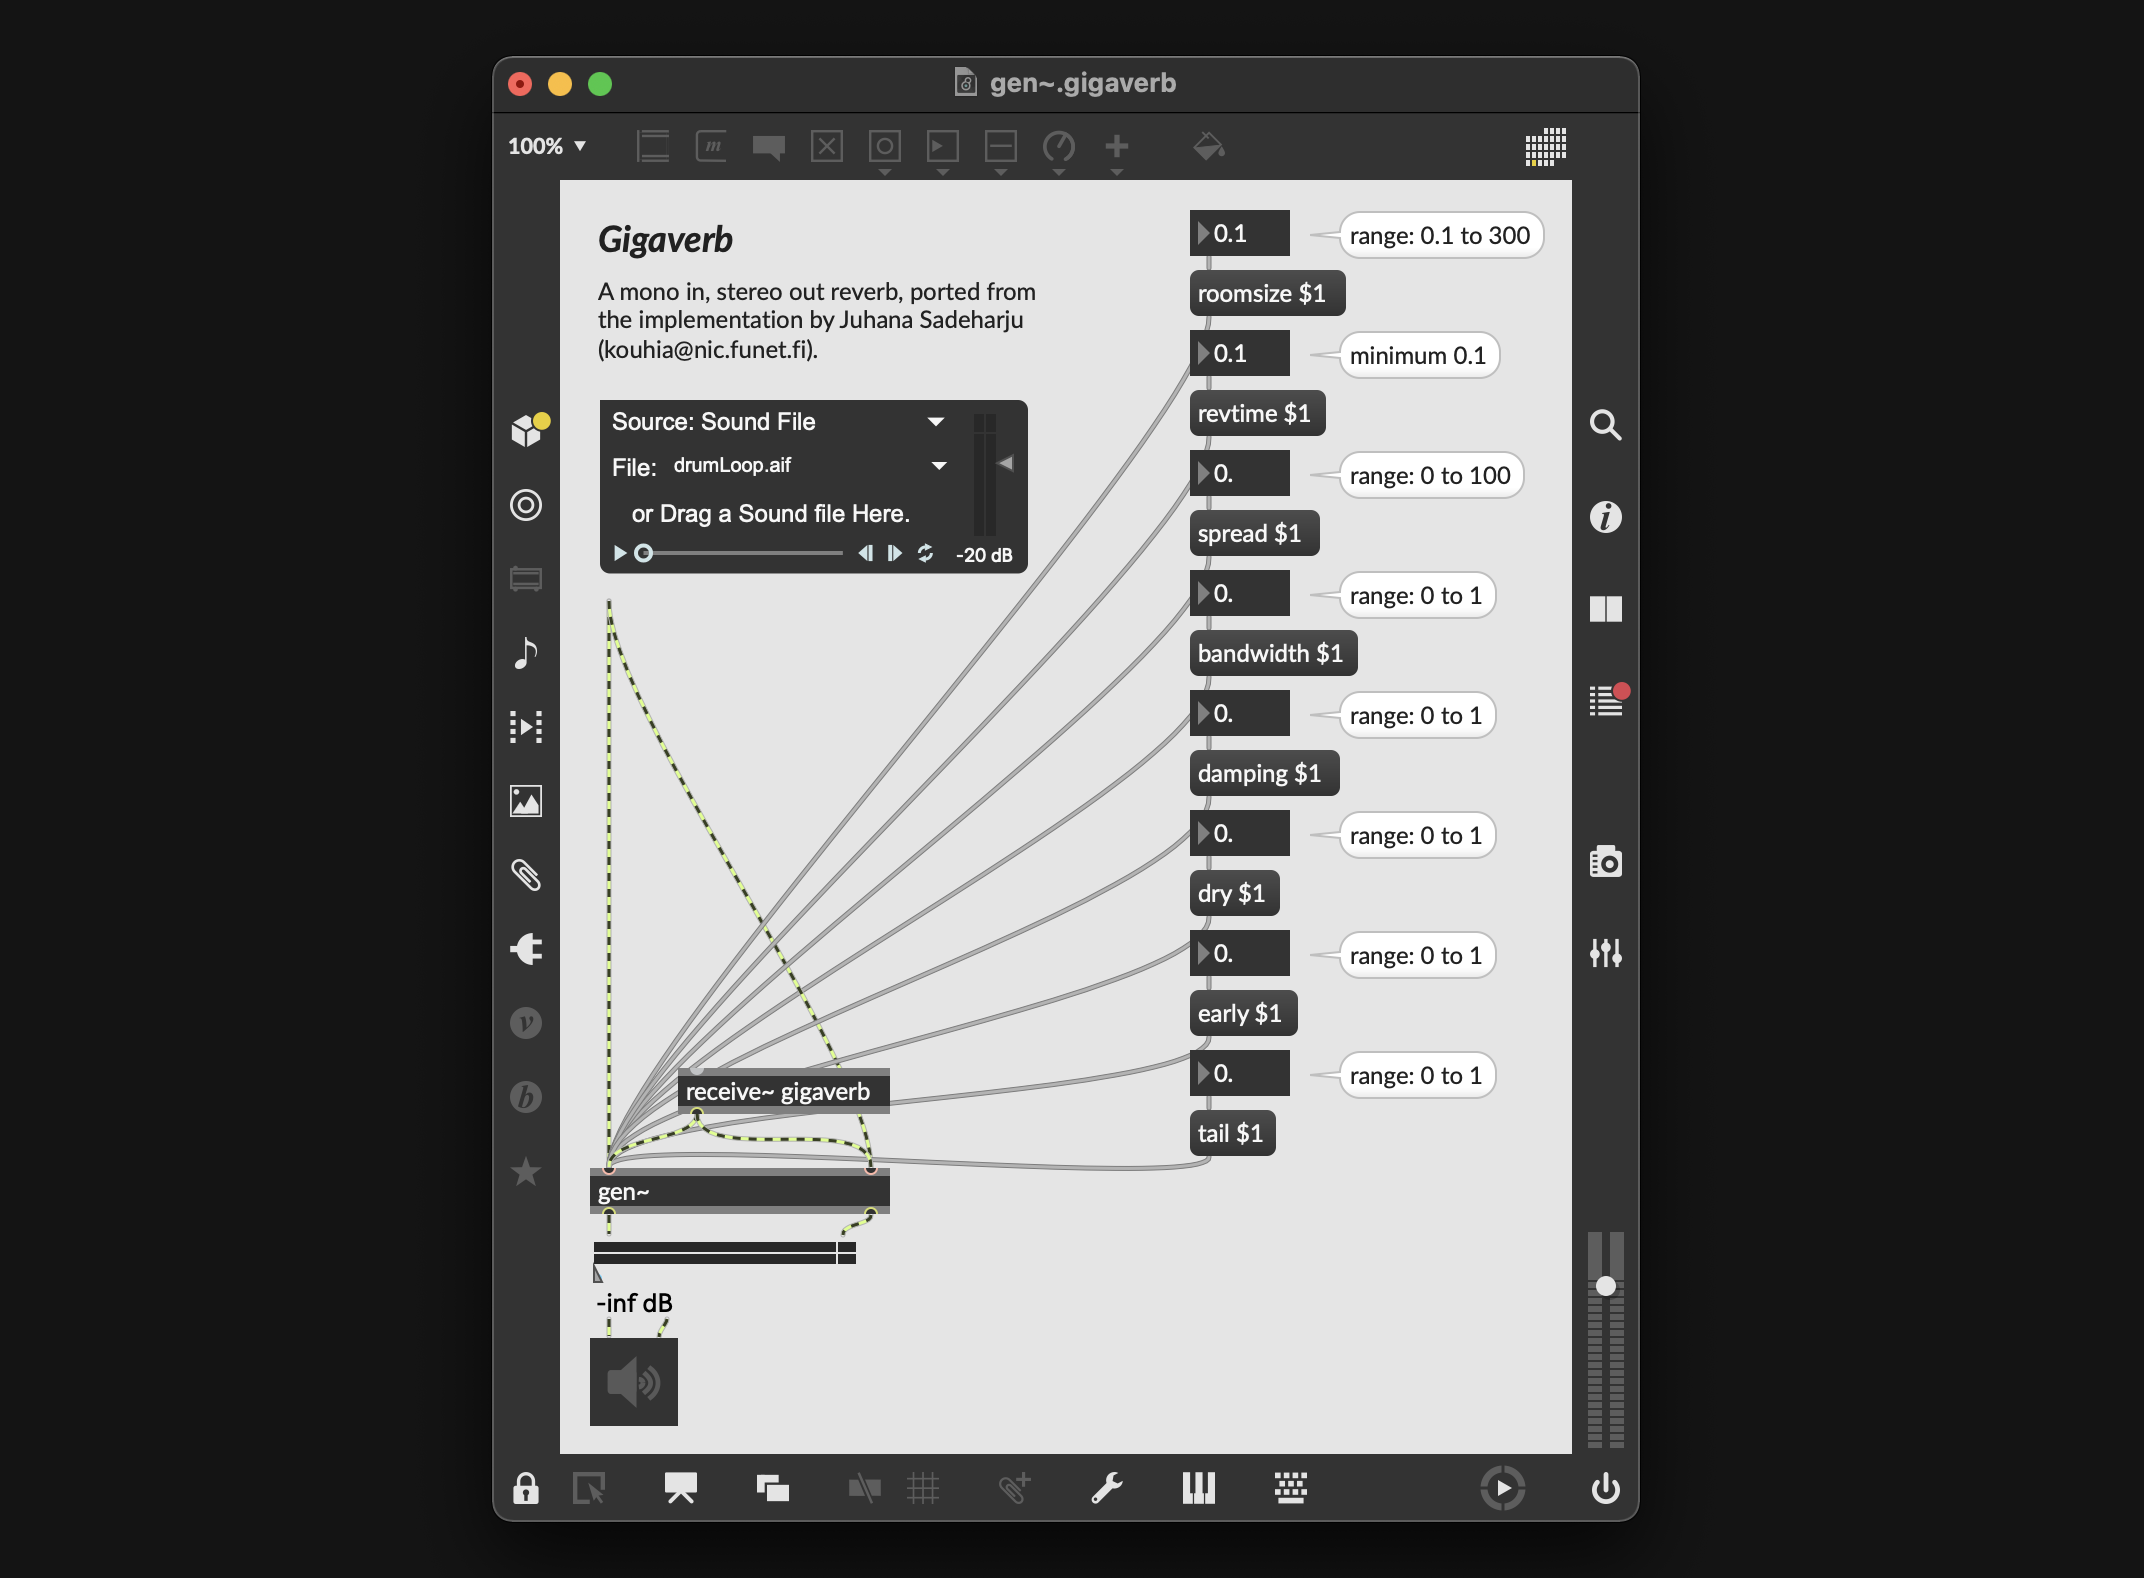 gen~.gigaverb
100%
m
Gigaverb
A mono in, stereo out reverb, ported from
the implementation by Juhana Sadeharju
(kouhia@nic.funet.fi).
Source: Sound File
File: drumLoop.aif
or Drag a Sound file Here.
-20 dB
0.1
range: 0.1 to 300
roomsize $1
0.1
minimum 0.1
revtime $1
0.
range: 0 to 100
spread $1
0.
range: 0 to 1
bandwidth $1
0.
range: 0 to 1
damping $1
0.
range: 0 to 1
dry $1
0.
range: 0 to 1
early $1
0.
range: 0 to 1
tail $1
receive~ gigaverb
gen~
-inf dB
v
b
i